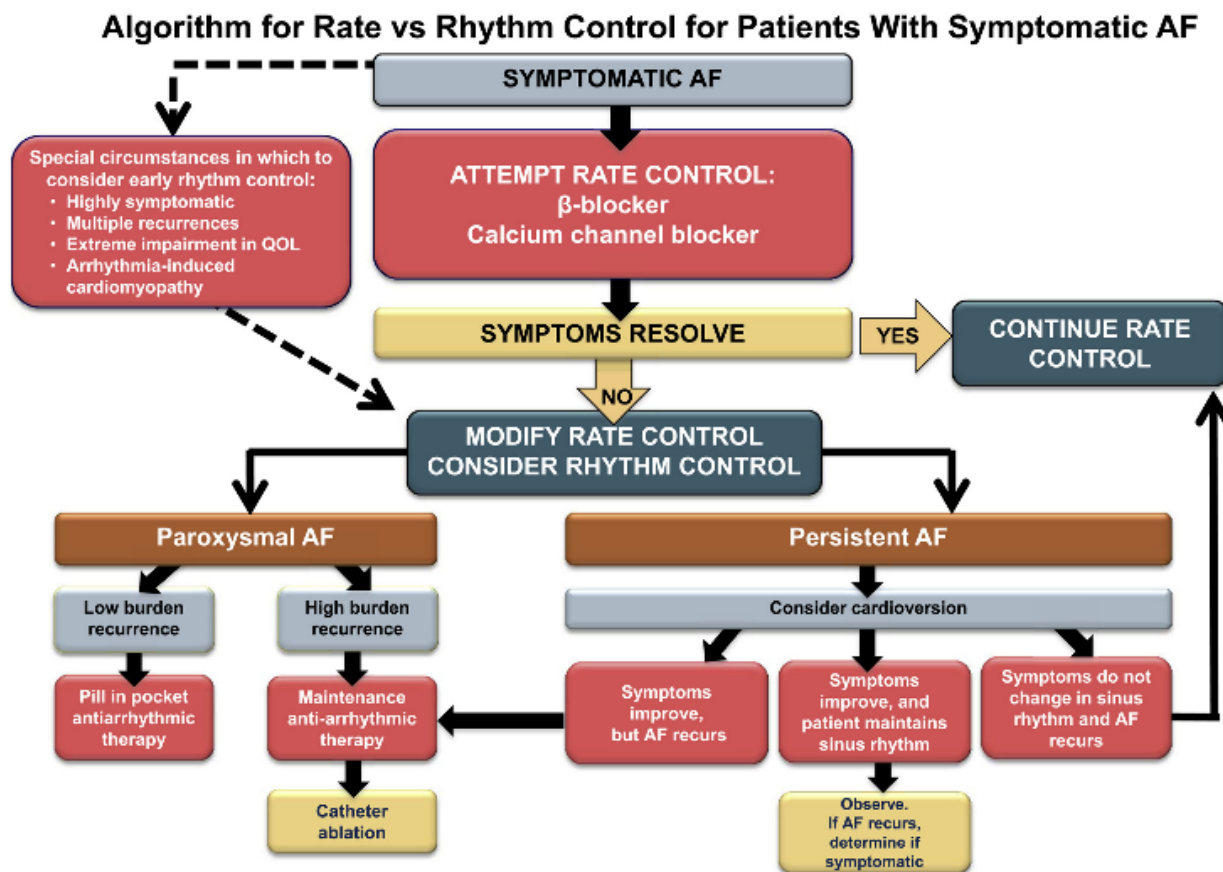 Algorithm for Rate vs Rhythm Control for Patients With Symptomatic AF
SYMPTOMATIC AF
Special circumstances in which to
consider early rhythm control:
• Highly symptomatic
• Multiple recurrences
• Extreme impairment in QOL
• Arrhythmia-induced
cardiomyopathy
ATTEMPT RATE CONTROL:
β-blocker
Calcium channel blocker
SYMPTOMS RESOLVE
YES
CONTINUE RATE
CONTROL
NO
MODIFY RATE CONTROL
CONSIDER RHYTHM CONTROL
Paroxysmal AF
Persistent AF
Low burden
recurrence
High burden
recurrence
Consider cardioversion
Pill in pocket
antiarrhythmic
therapy
Maintenance
anti-arrhythmic
therapy
Symptoms
improve,
but AF recurs
Symptoms
improve, and
patient maintains
sinus rhythm
Symptoms do not
change in sinus
rhythm and AF
recurs
Catheter
ablation
Observe.
If AF recurs,
determine if
symptomatic